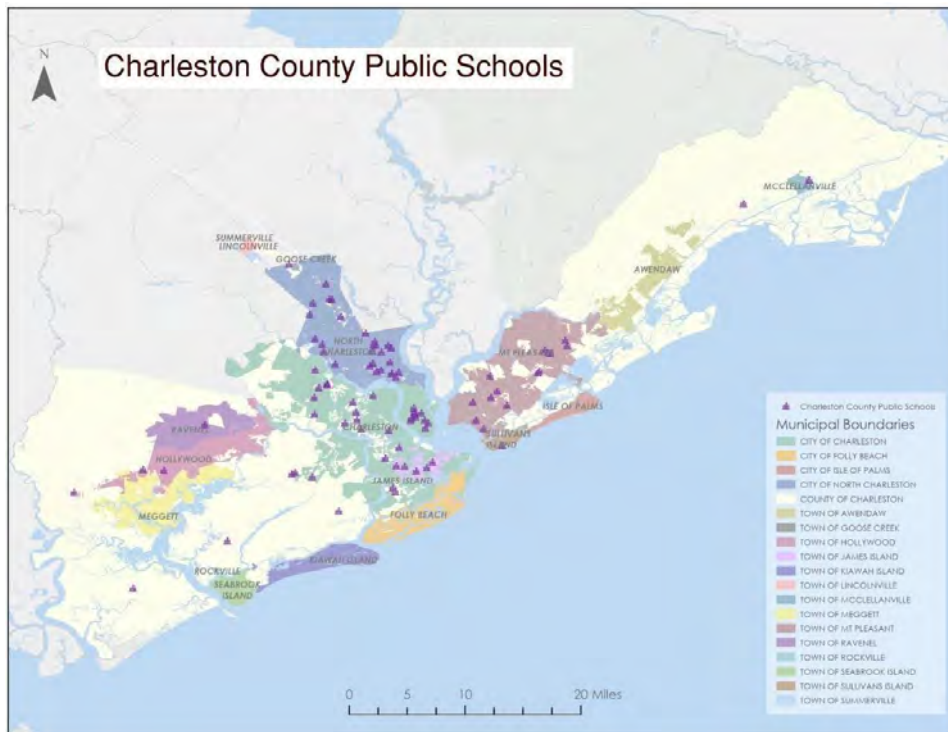 N
Charleston County Public Schools
MCCLELLANVILLE
SUMMERVILLE
LINCOLNVILLE
GOOSE CREEK
AWENDAW
NORTH
CHARLESTON
MT PLEASANT
ISLE OF PALMS
RAVENEL
CHARLESTON
SULLIVANS
ISLAND
HOLLYWOOD
JAMES ISLAND
MEGGETT
FOLLY BEACH
KIAWAH ISLAND
ROCKVILLE
SEABROOK
ISLAND
Charleston County Public Schools
Municipal Boundaries
CITY OF CHARLESTON
CITY OF FOLLY BEACH
CITY OF ISLE OF PALMS
CITY OF NORTH CHARLESTON
COUNTY OF CHARLESTON
TOWN OF AWENDAW
TOWN OF GOOSE CREEK
TOWN OF HOLLYWOOD
TOWN OF JAMES ISLAND
TOWN OF KIAWAH ISLAND
TOWN OF LINCOLNVILLE
TOWN OF MCCLELLANVILLE
TOWN OF MEGGETT
TOWN OF MT PLEASANT
TOWN OF RAVENEL
TOWN OF ROCKVILLE
TOWN OF SEABROOK ISLAND
TOWN OF SULLIVANS ISLAND
TOWN OF SUMMERVILLE
0 5 10 20 Miles